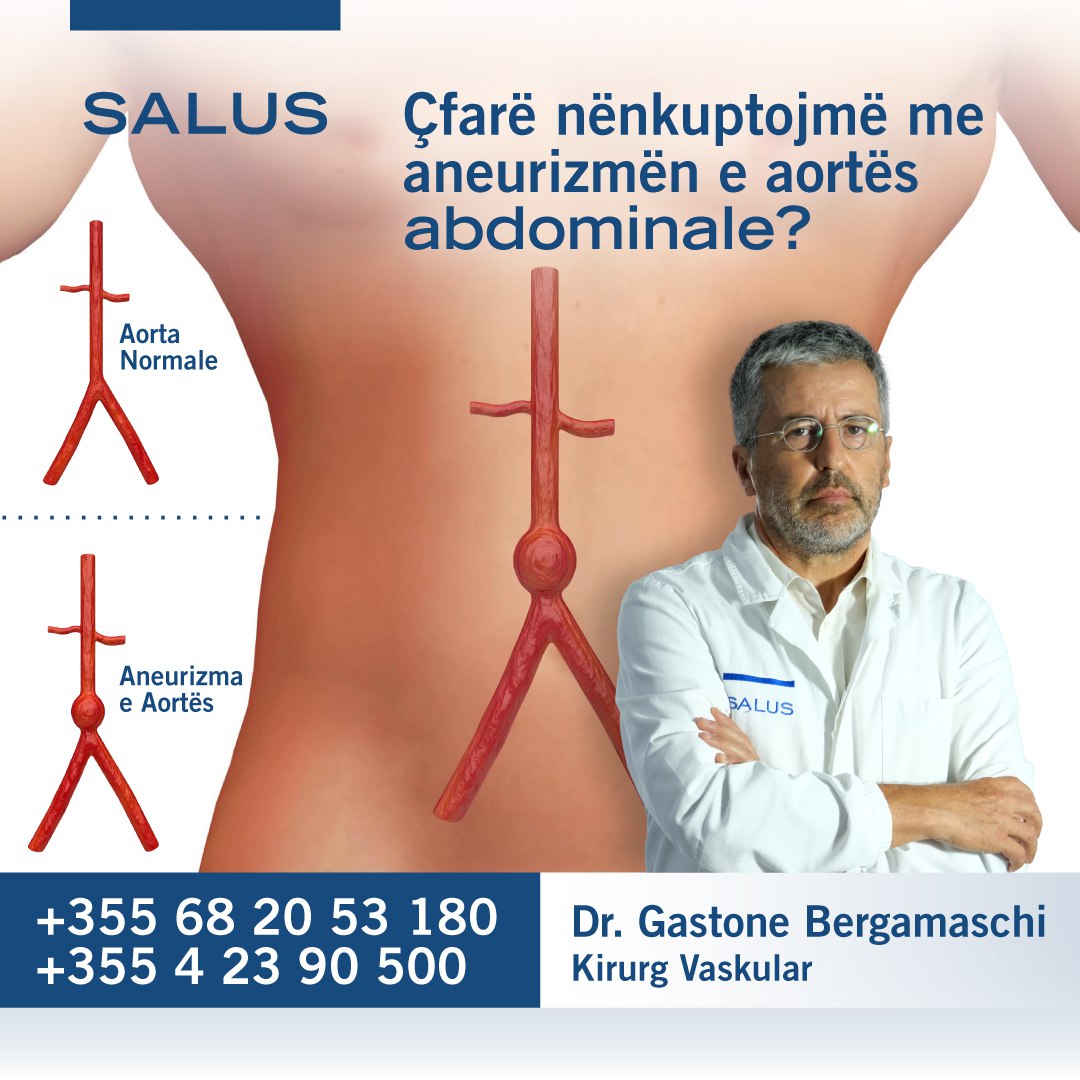 SALUS
Çfarë nënkuptojmë me
aneurizmën e aortës
abdominale?
Aorta
Normale
Aneurizma
e Aortës
SALUS
+355 68 20 53 180
+355 4 23 90 500
Dr. Gastone Bergamaschi
Kirurg Vaskular